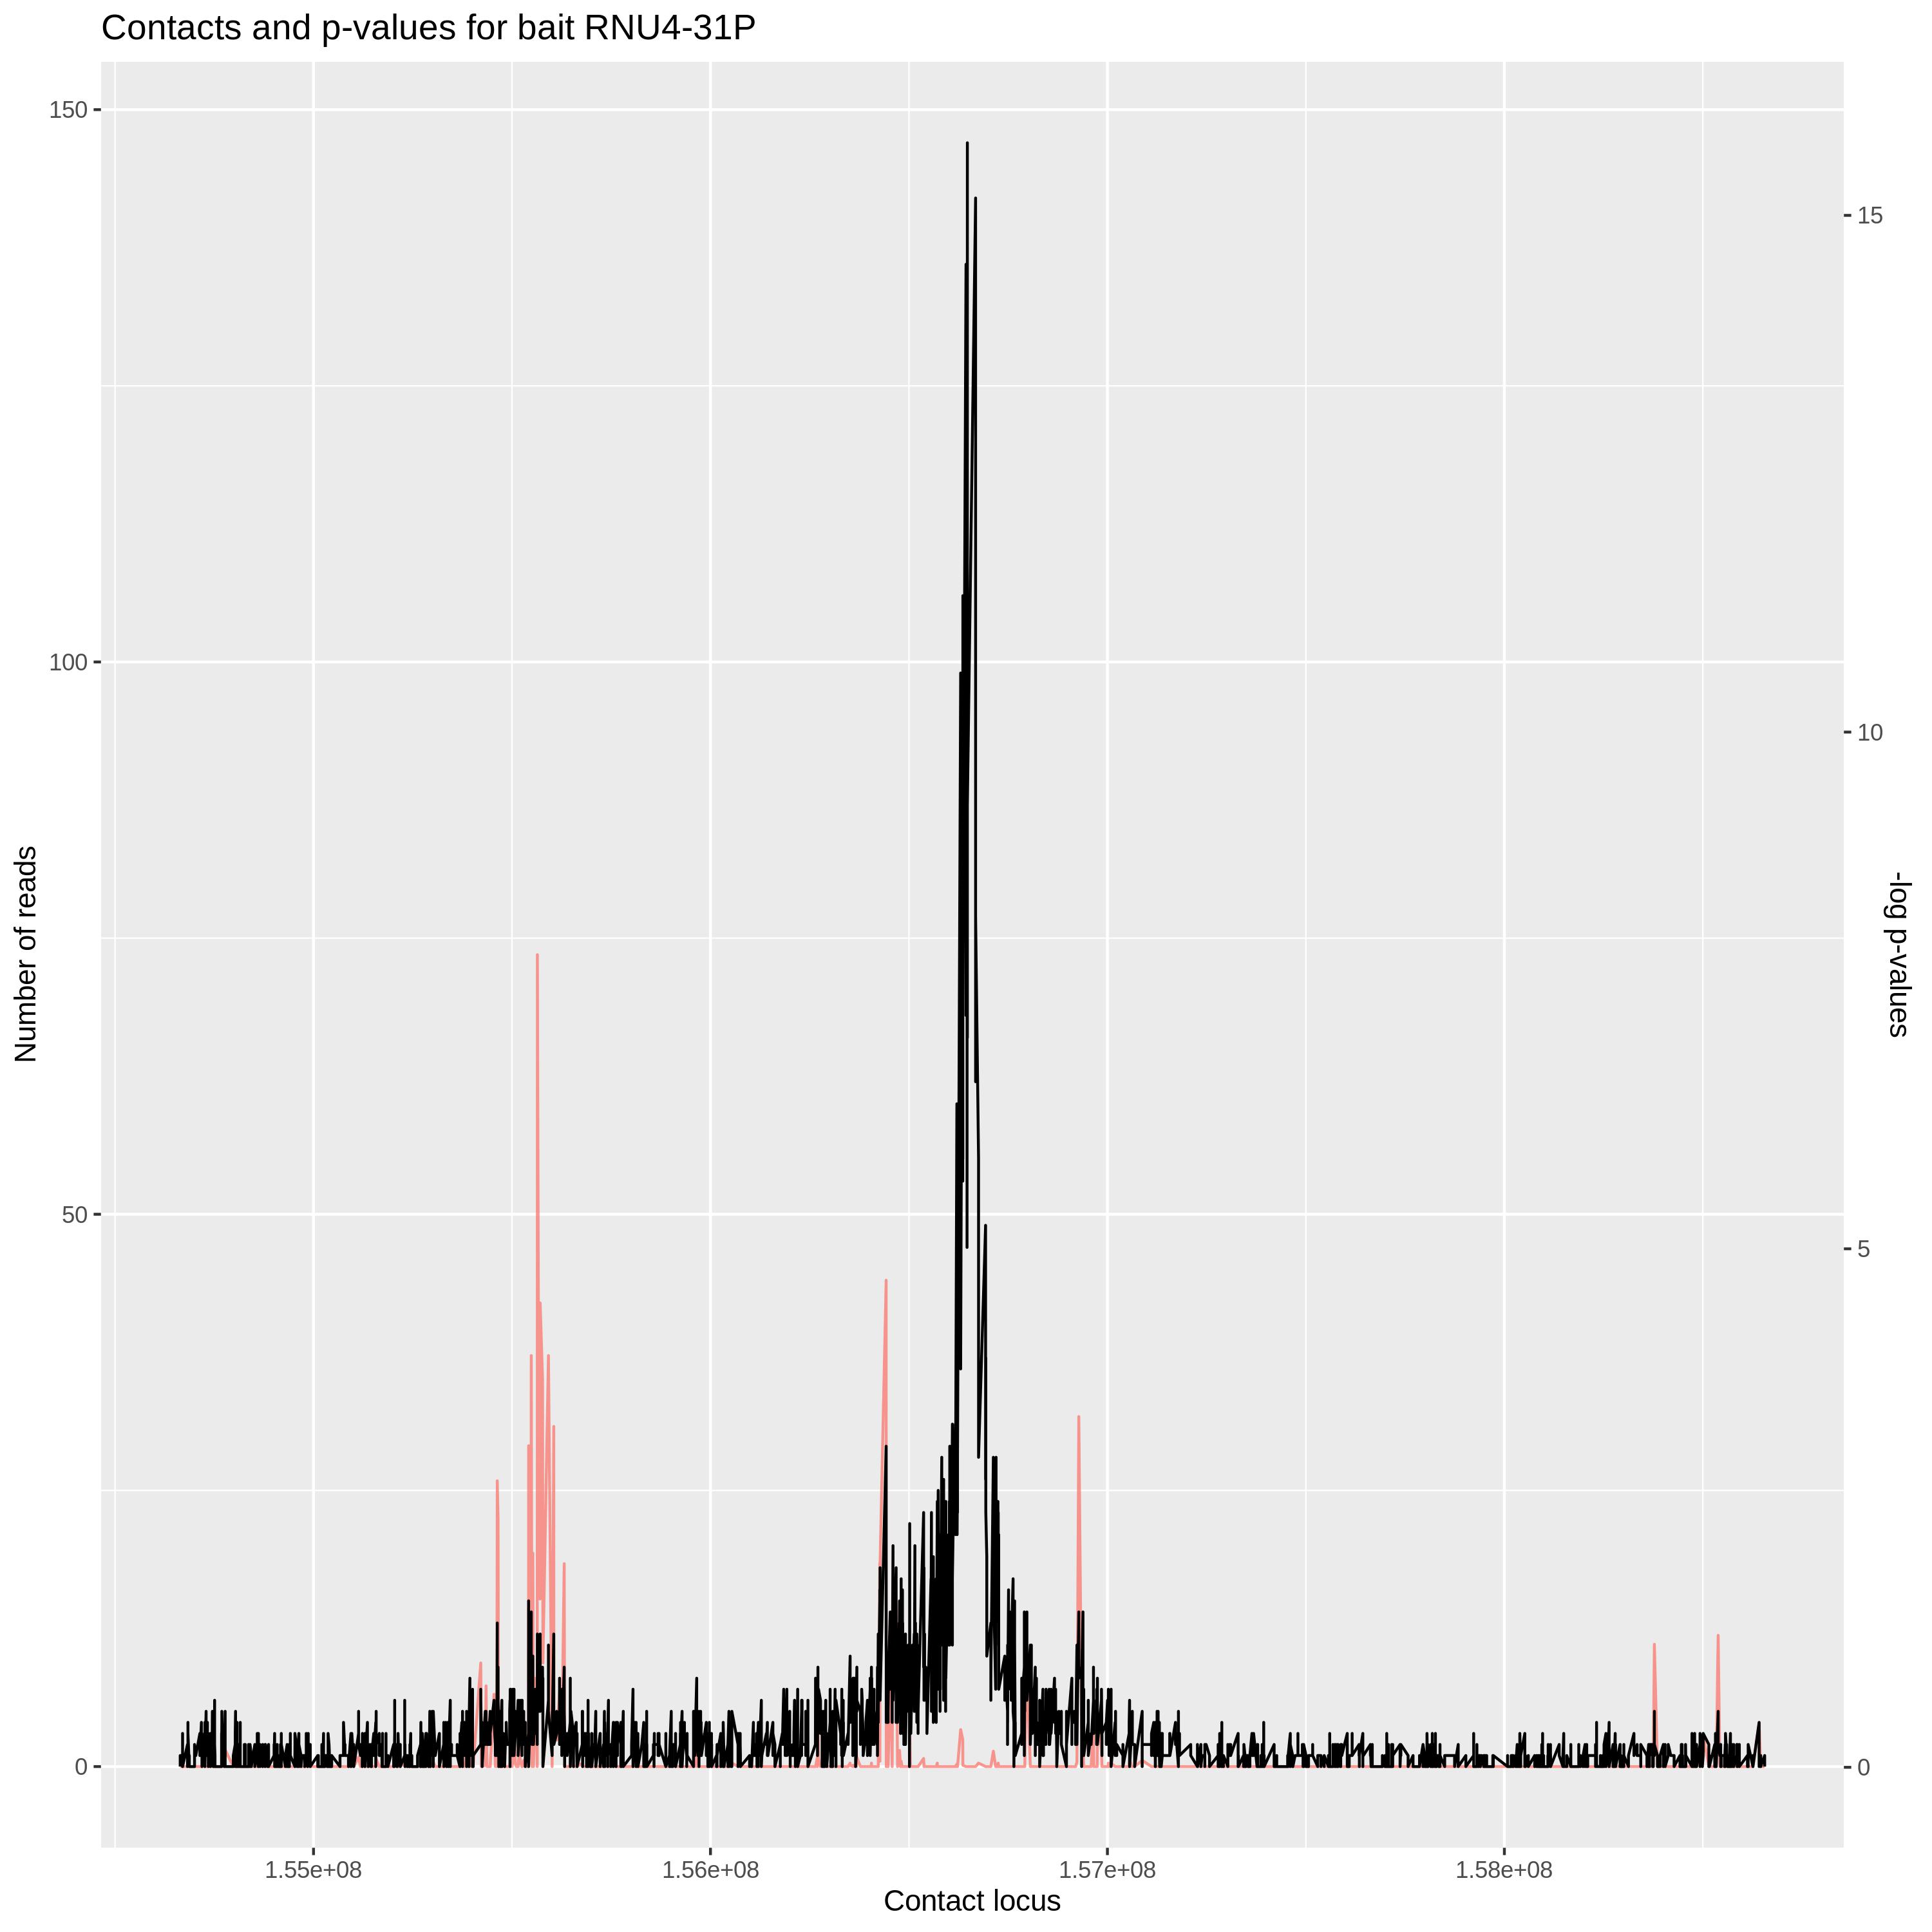 Contacts and p-values for bait RNU4-31P
150
100
50
0
15
10
5
0
Number of reads
-log p-values
1.55e+08
1.56e+08
1.57e+08
1.58e+08
Contact locus